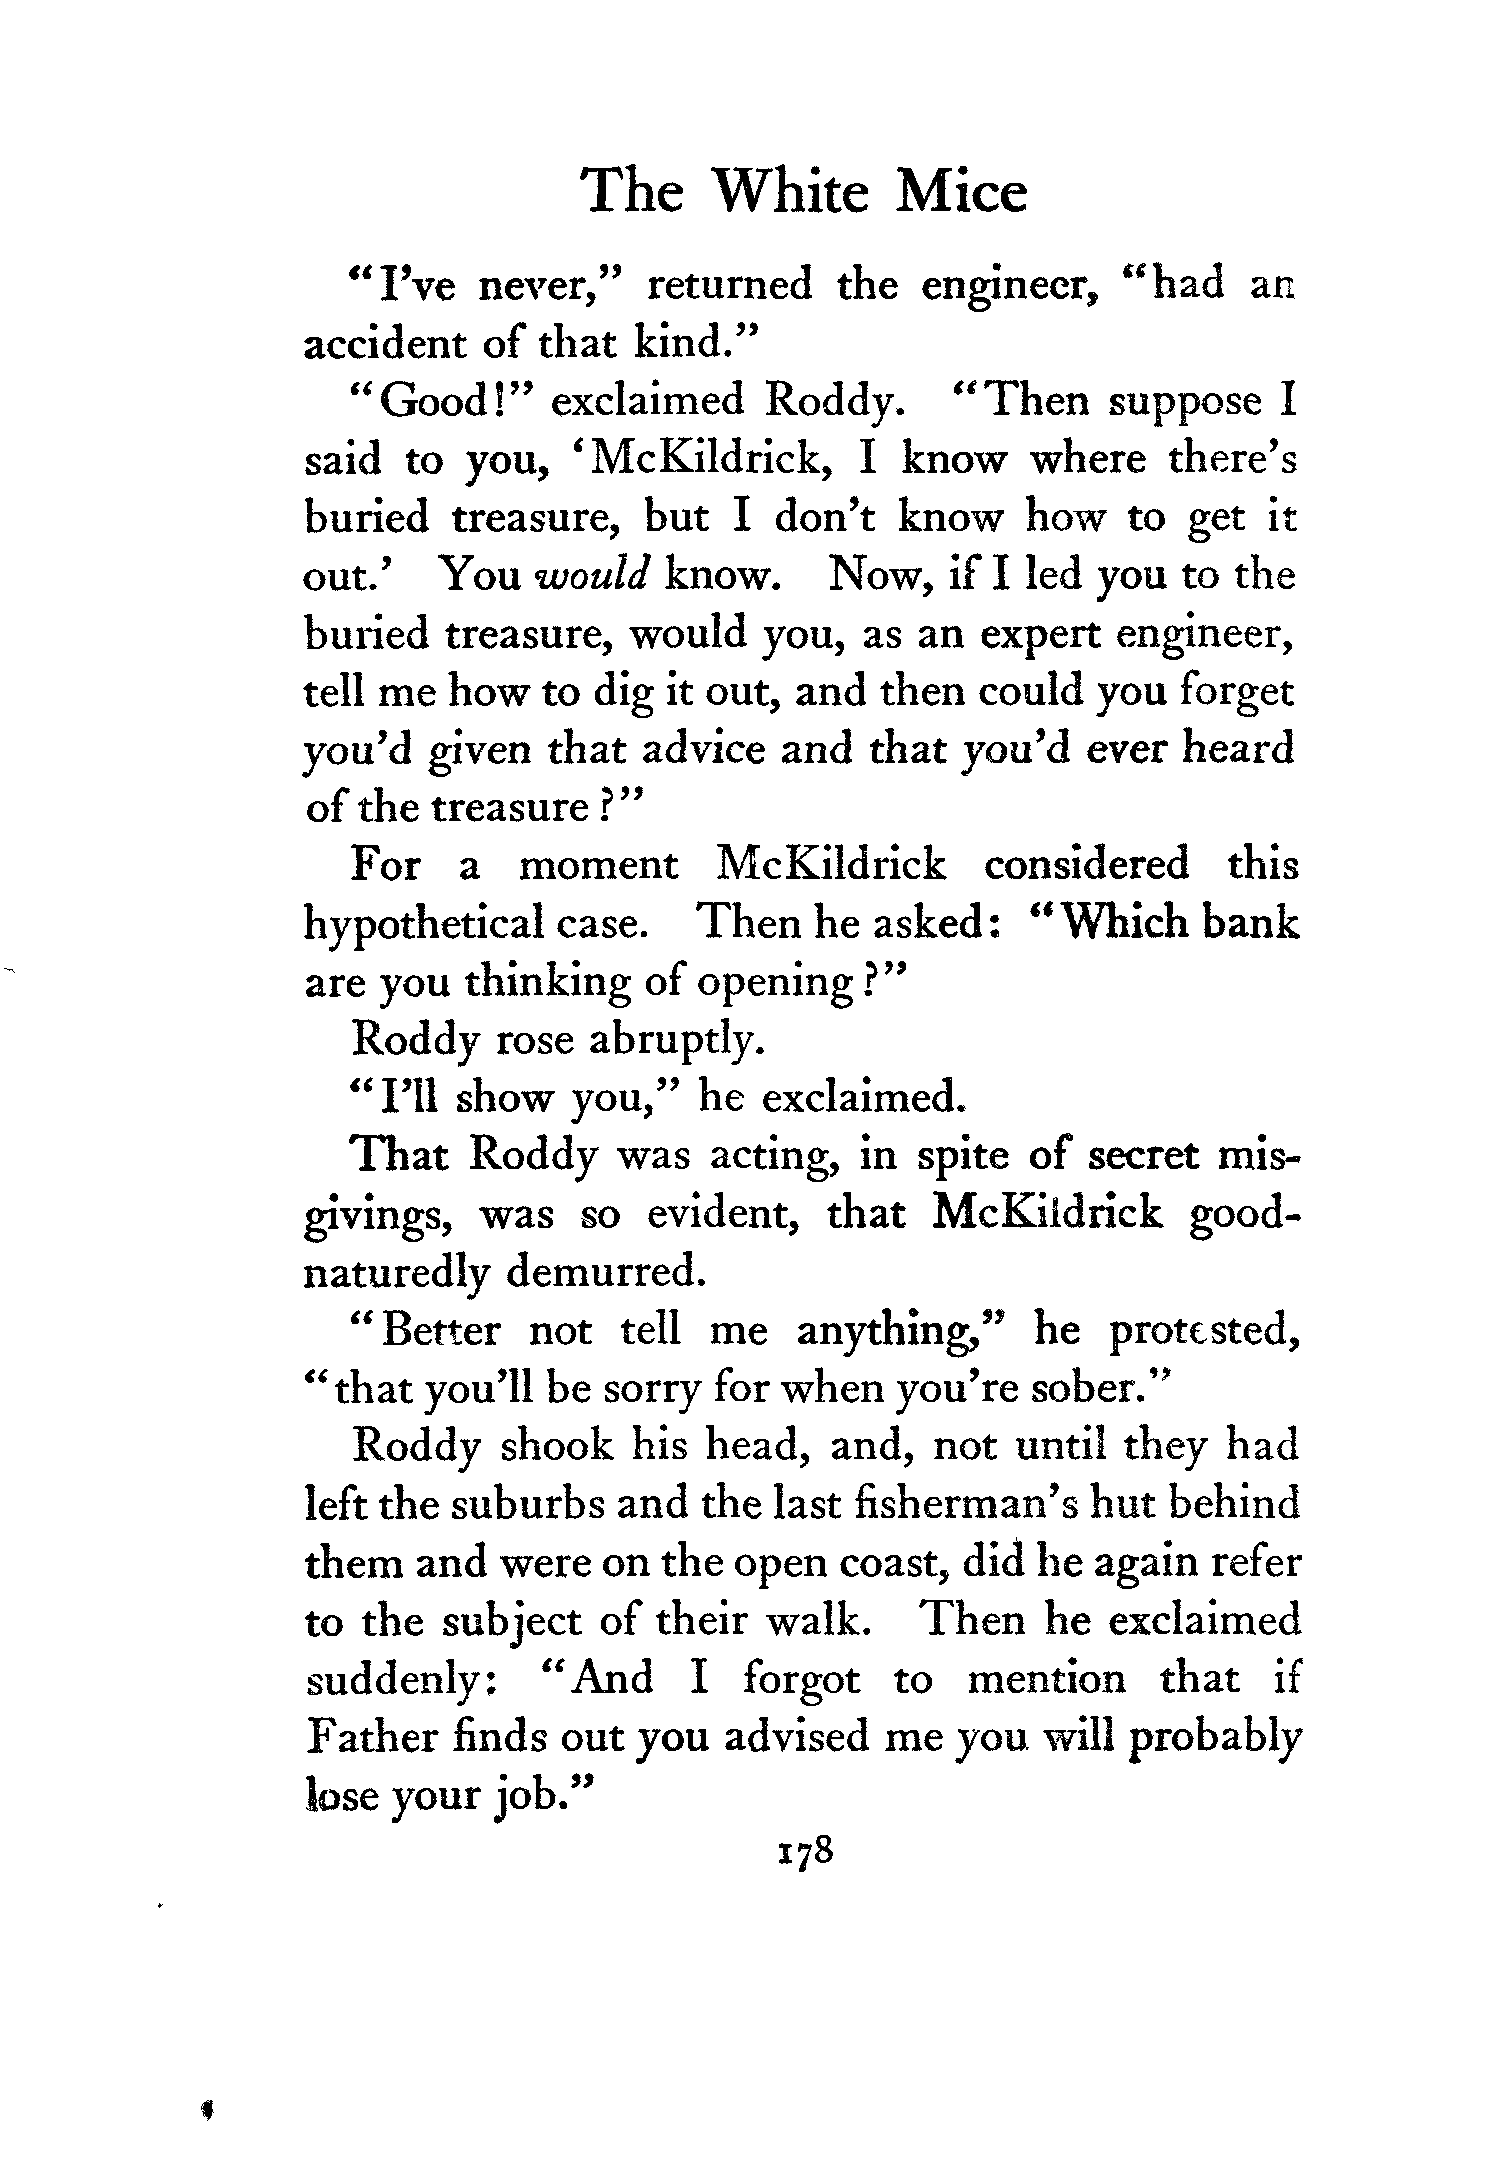 The White Mice
"I've never," returned the engineer, "had an
accident of that kind."
"Good!" exclaimed Roddy. "Then suppose I
said to you, 'McKildrick, I know where there's
buried treasure, but I don't know how to get it
out.' You would know. Now, if I led you to the
buried treasure, would you, as an expert engineer,
tell me how to dig it out, and then could you forget
you'd given that advice and that you'd ever heard
of the treasure?"
For a moment McKildrick considered this
hypothetical case. Then he asked: "Which bank
are you thinking of opening?"
Roddy rose abruptly.
"I'll show you," he exclaimed.
That Roddy was acting, in spite of secret mis-
givings, was so evident, that McKildrick good-
naturedly demurred.
"Better not tell me anything," he protested,
"that you'll be sorry for when you're sober."
Roddy shook his head, and, not until they had
left the suburbs and the last fisherman's hut behind
them and were on the open coast, did he again refer
to the subject of their walk. Then he exclaimed
suddenly: "And I forgot to mention that if
Father finds out you advised me you will probably
lose your job."
178